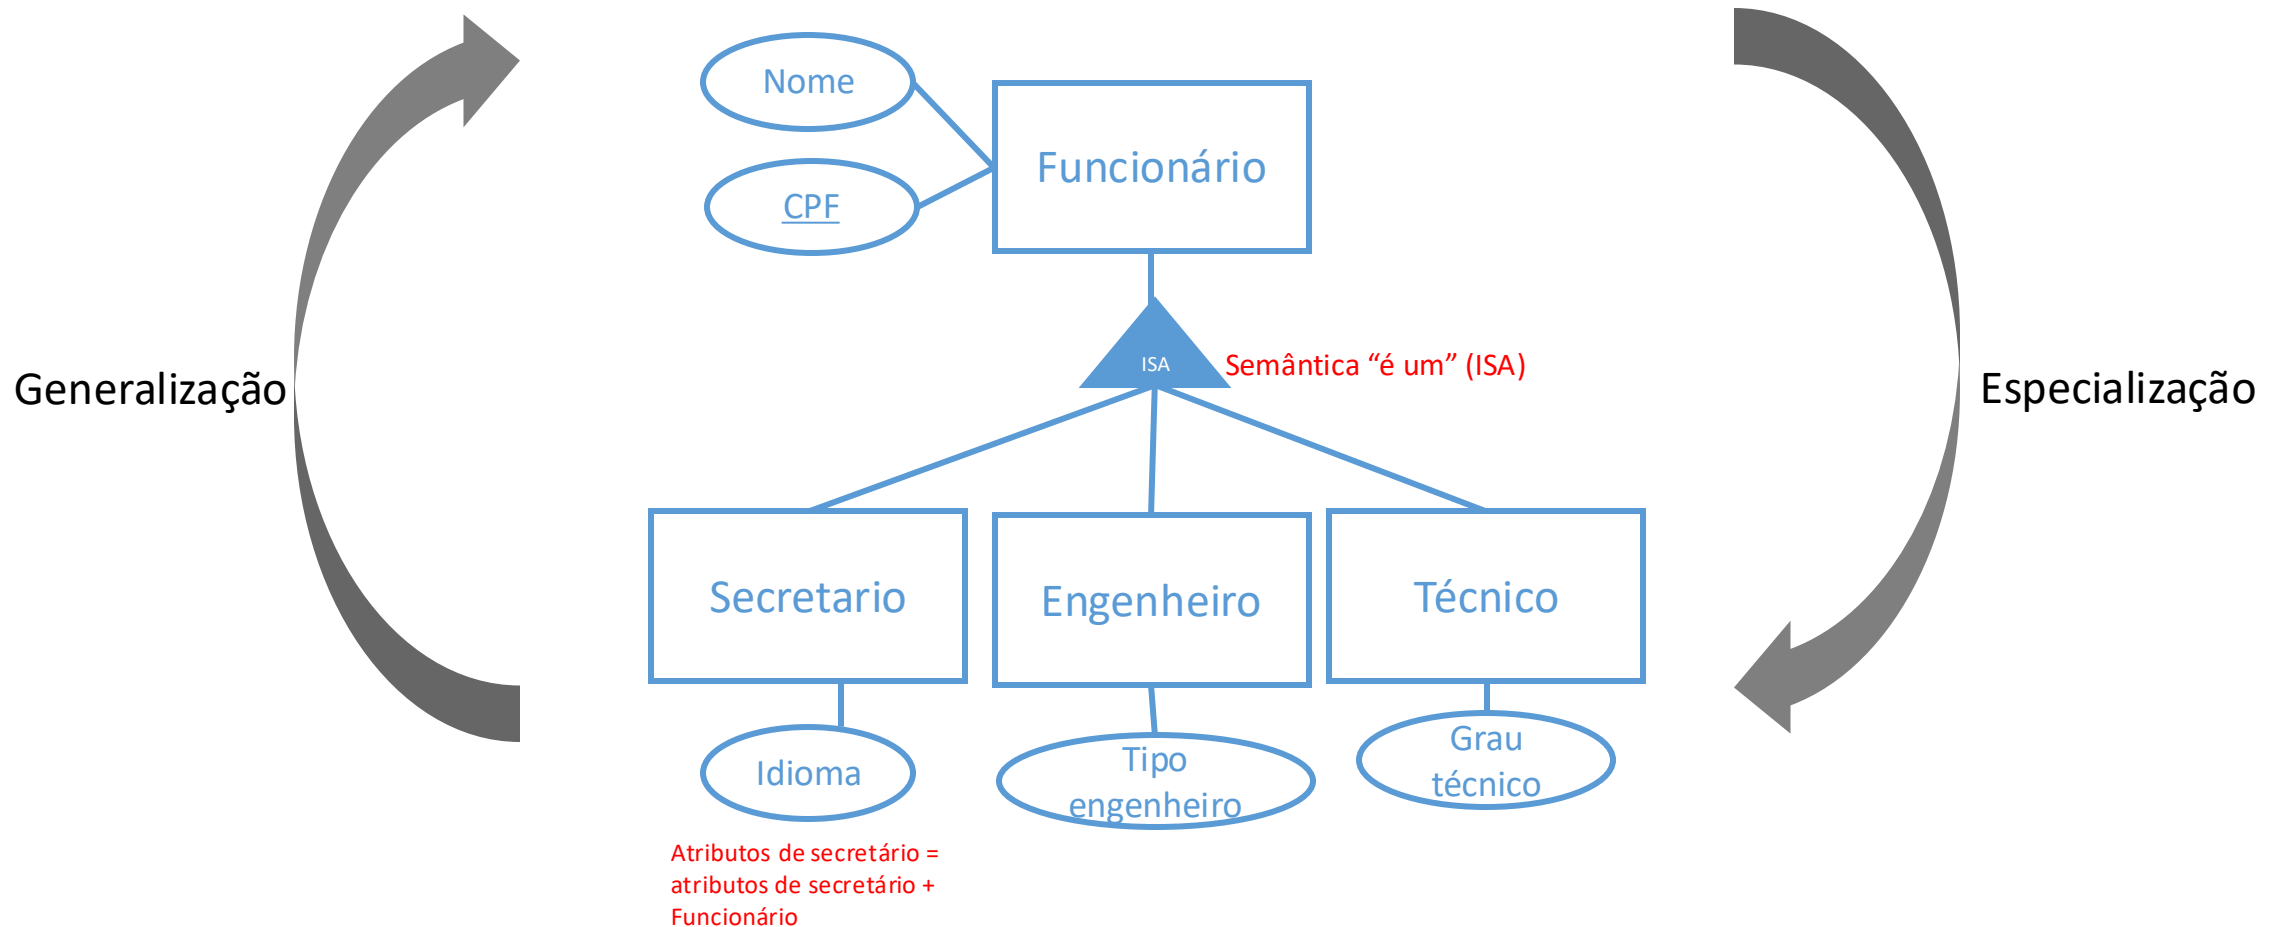 Nome
Funcionário
CPF
ISA
Semântica “é um” (ISA)
Generalização
Especialização
Secretario
Engenheiro
Técnico
Idioma
Tipo
engenheiro
Grau
técnico
Atributos de secretário =
atributos de secretário +
Funcionário